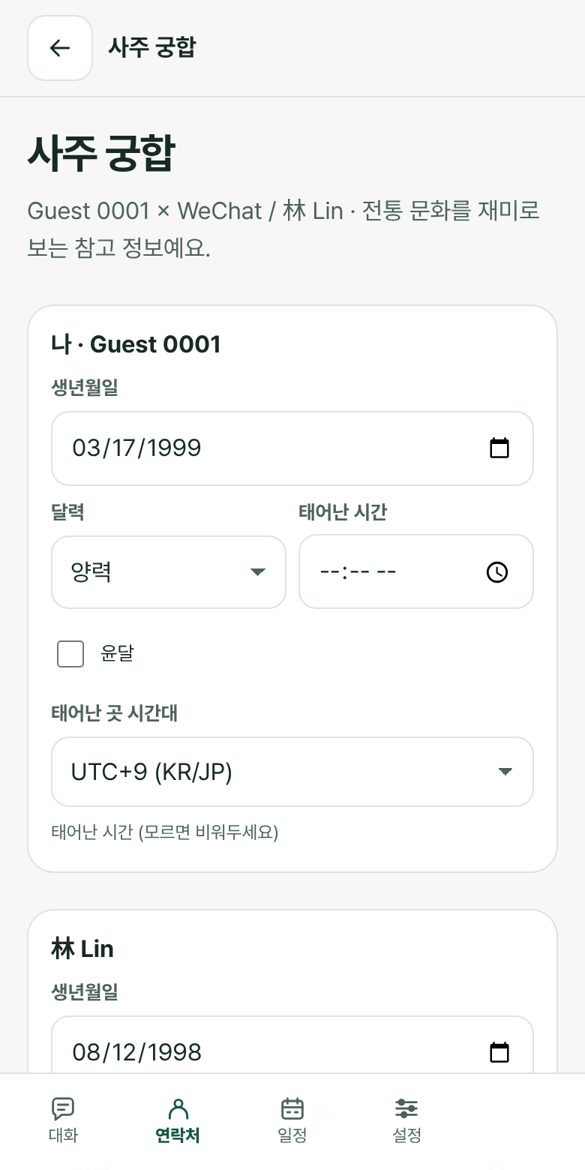 사주 궁합
사주 궁합
Guest 0001 × WeChat / 林 Lin · 전통 문화를 재미로
보는 참고 정보예요.
나 · Guest 0001
생년월일
03/17/1999
달력
태어난 시간
양력
--:-- --
윤달
태어난 곳 시간대
UTC+9 (KR/JP)
태어난 시간 (모르면 비워두세요)
林 Lin
생년월일
08/12/1998
대화
연락처
일정
설정